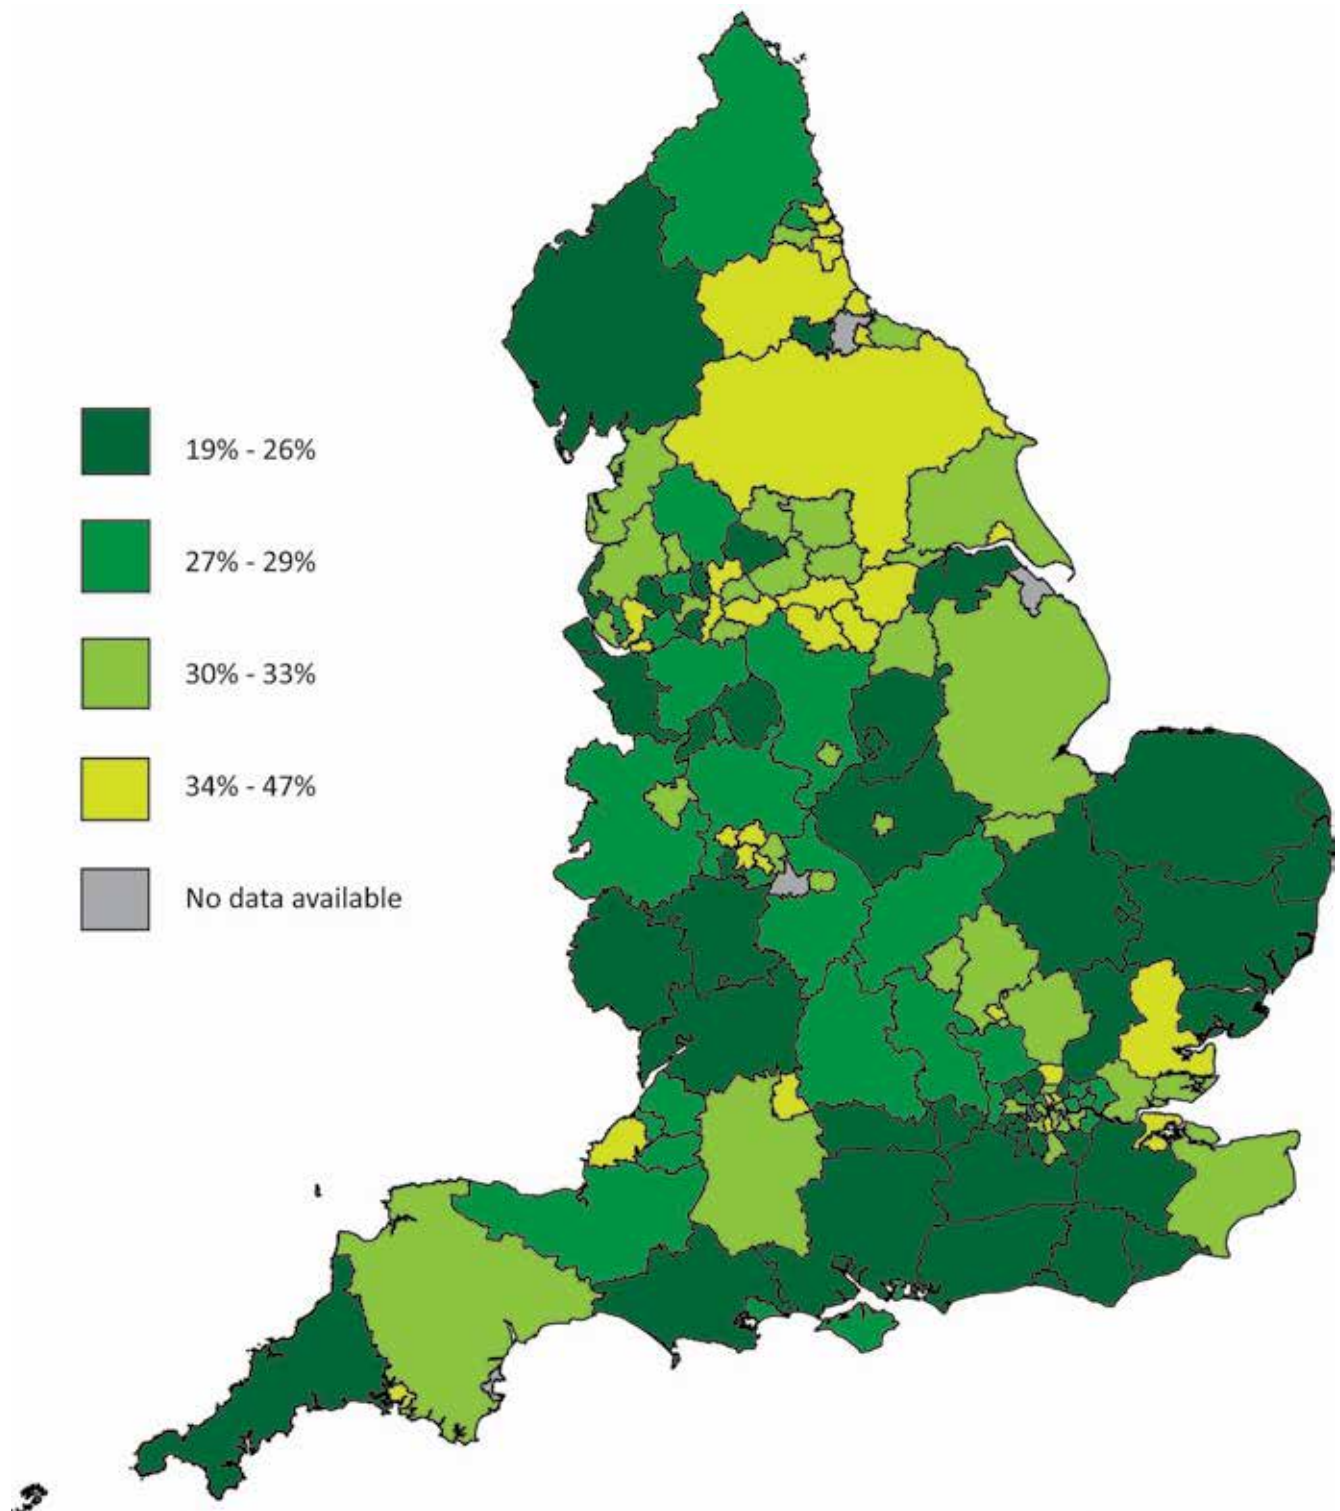 19% - 26%
27% - 29%
30% - 33%
34% - 47%
No data available